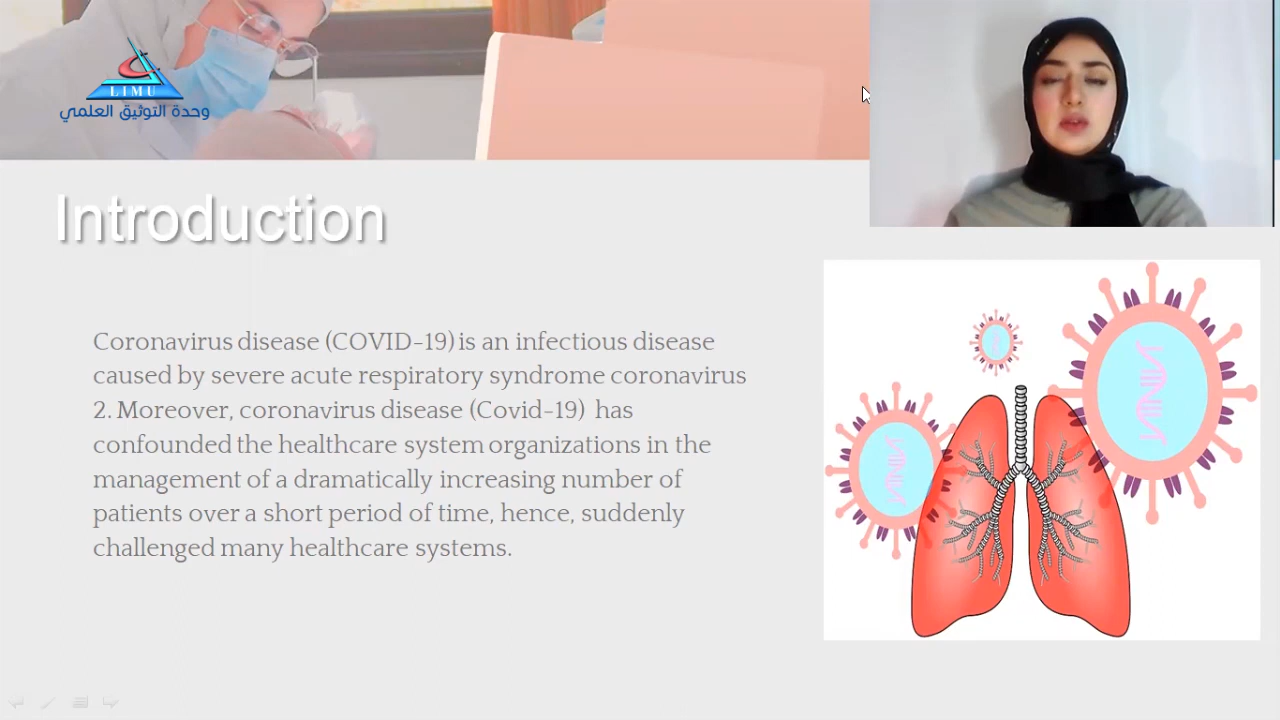 LIMU
وحدة التوثيق العلمي
Introduction
Coronavirus disease (COVID-19) is an infectious disease
caused by severe acute respiratory syndrome coronavirus
2. Moreover, coronavirus disease (Covid-19) has
confounded the healthcare system organizations in the
management of a dramatically increasing number of
patients over a short period of time, hence, suddenly
challenged many healthcare systems.